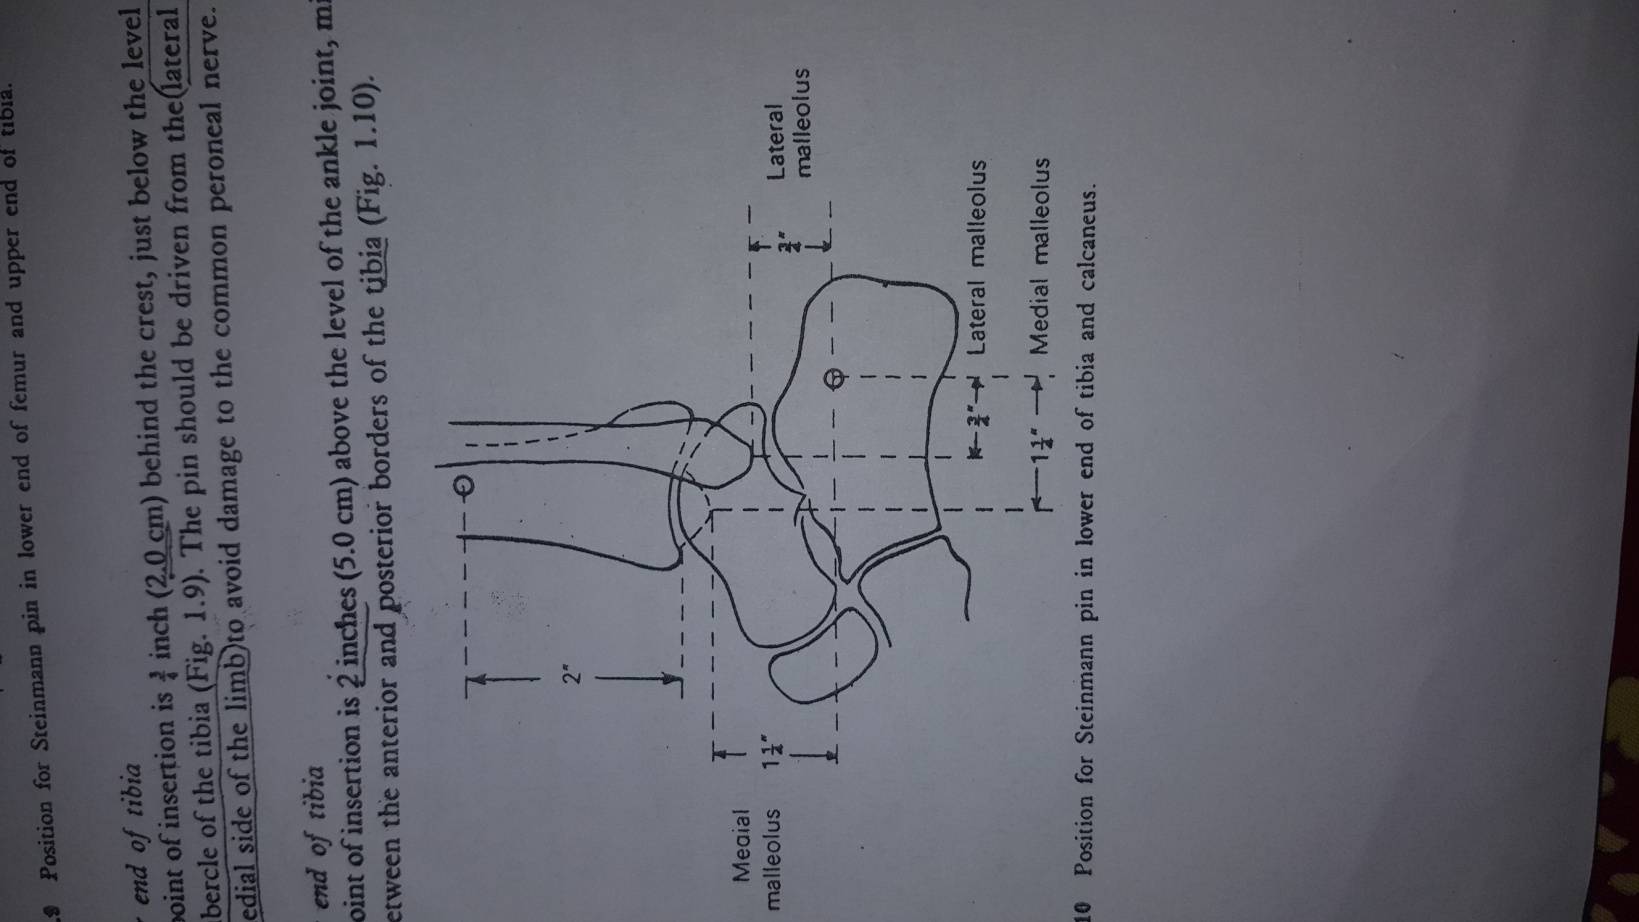 Position for Steinmann pin in lower end of femur and upper end of tibia.
end of tibia
point of insertion is ¾ inch (2.0 cm) behind the crest, just below the level
bercle of the tibia (Fig. 1.9). The pin should be driven from the lateral
edial side of the limb to avoid damage to the common peroneal nerve.
end of tibia
oint of insertion is 2 inches (5.0 cm) above the level of the ankle joint, mi
etween the anterior and posterior borders of the tibia (Fig. 1.10).
2"
Medial
malleolus
1½"
¾"
Lateral
malleolus
¾"
Lateral malleolus
1½"
Medial malleolus
10 Position for Steinmann pin in lower end of tibia and calcaneus.